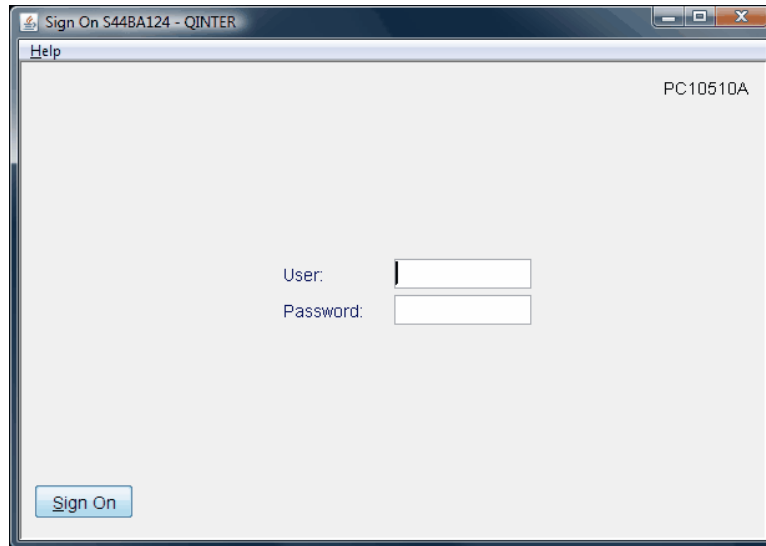 Sign On S44BA124 - QINTER
Help
PC10510A
User:
Password:
Sign On